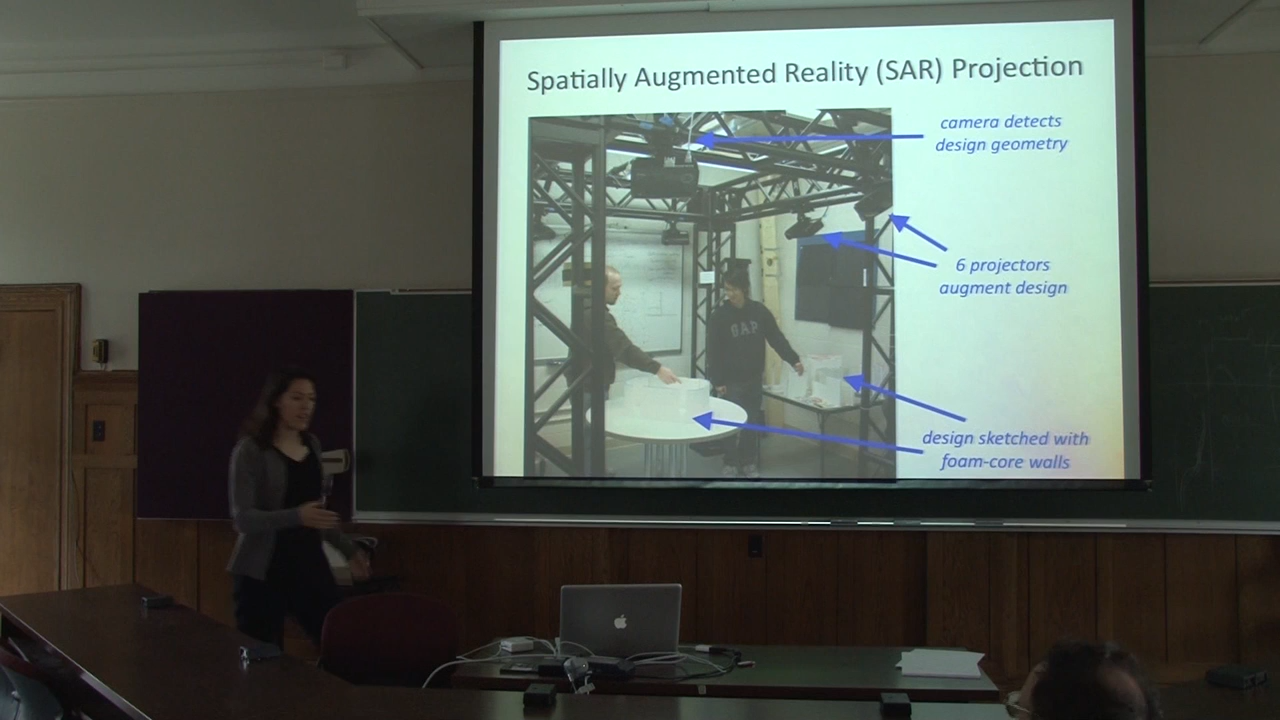 Spatially Augmented Reality (SAR) Projection
camera detects
design geometry
6 projectors
augment design
GAP
design sketched with
foam-core walls